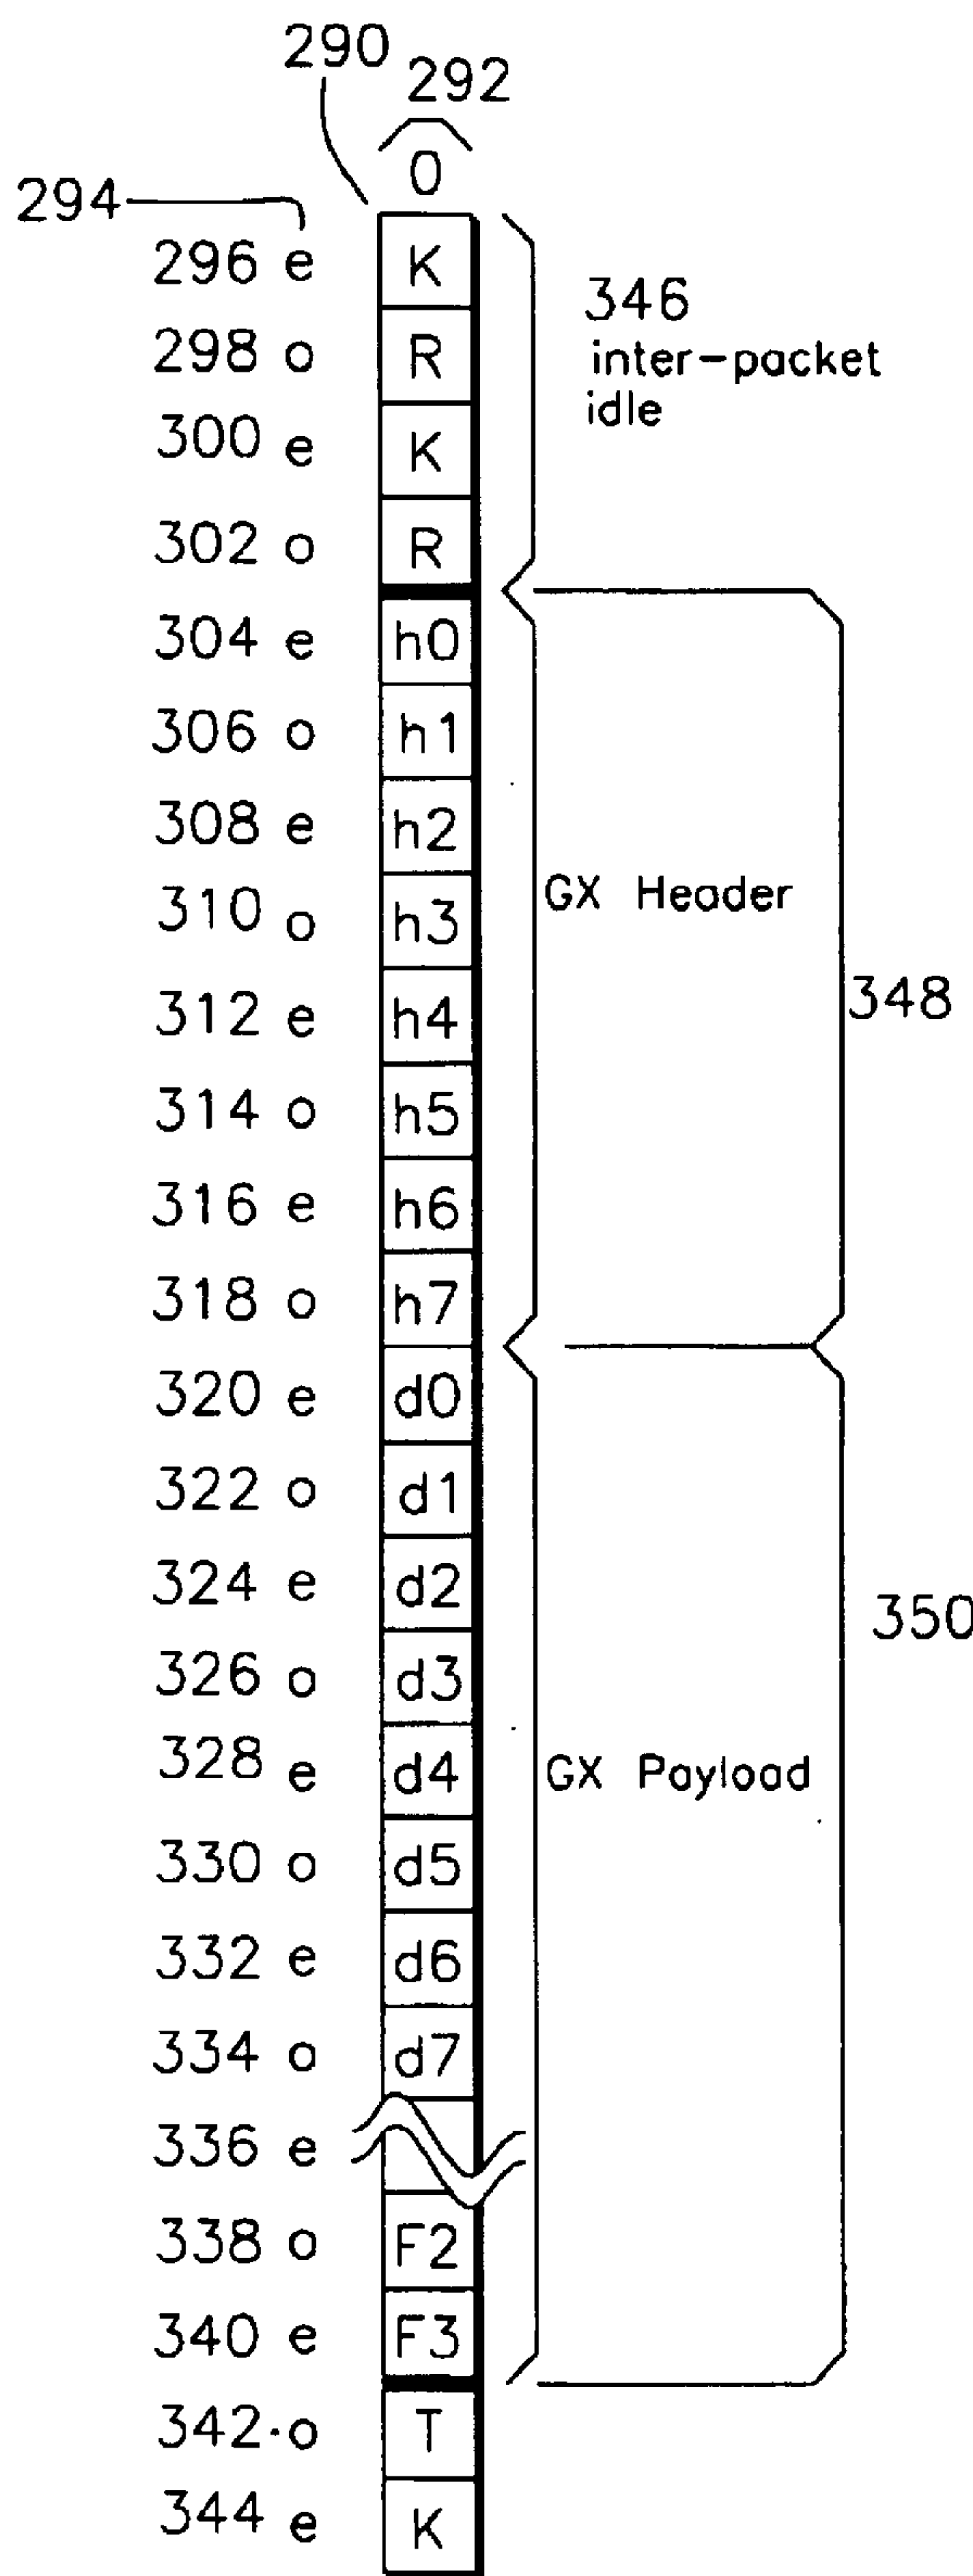 290
292
0
294
296 e K
298 o R
346
inter-packet
idle
300 e K
302 o R
304 e h0
306 o h1
308 e h2
310 o h3
GX Header
312 e h4
348
314 o h5
316 e h6
318 o h7
320 e d0
322 o d1
324 e d2
350
326 o d3
328 e d4
GX Payload
330 o d5
332 e d6
334 o d7
336 e
338 o F2
340 e F3
342 o T
344 e K